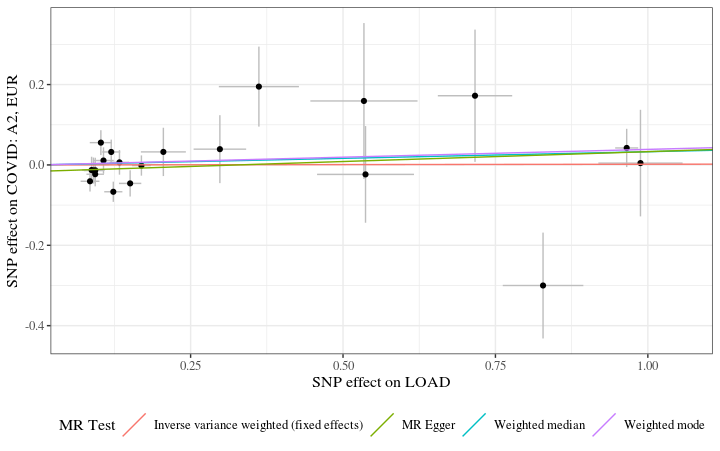 SNP effect on COVID: A2, EUR
0.2
0.0
-0.2
-0.4
0.25 0.50 0.75 1.00
SNP effect on LOAD
MR Test Inverse variance weighted (fixed effects) MR Egger Weighted median Weighted mode